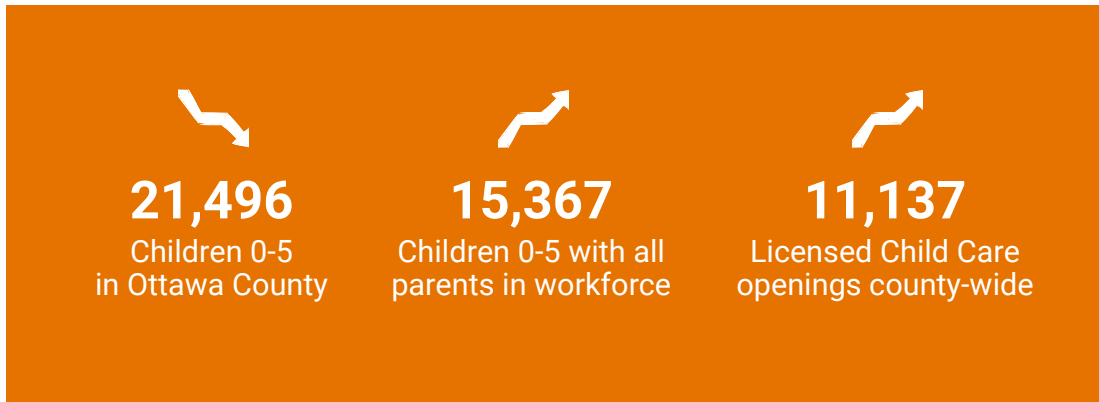 21,496
Children 0-5
in Ottawa County
15,367
Children 0-5 with all
parents in workforce
11,137
Licensed Child Care
openings county-wide